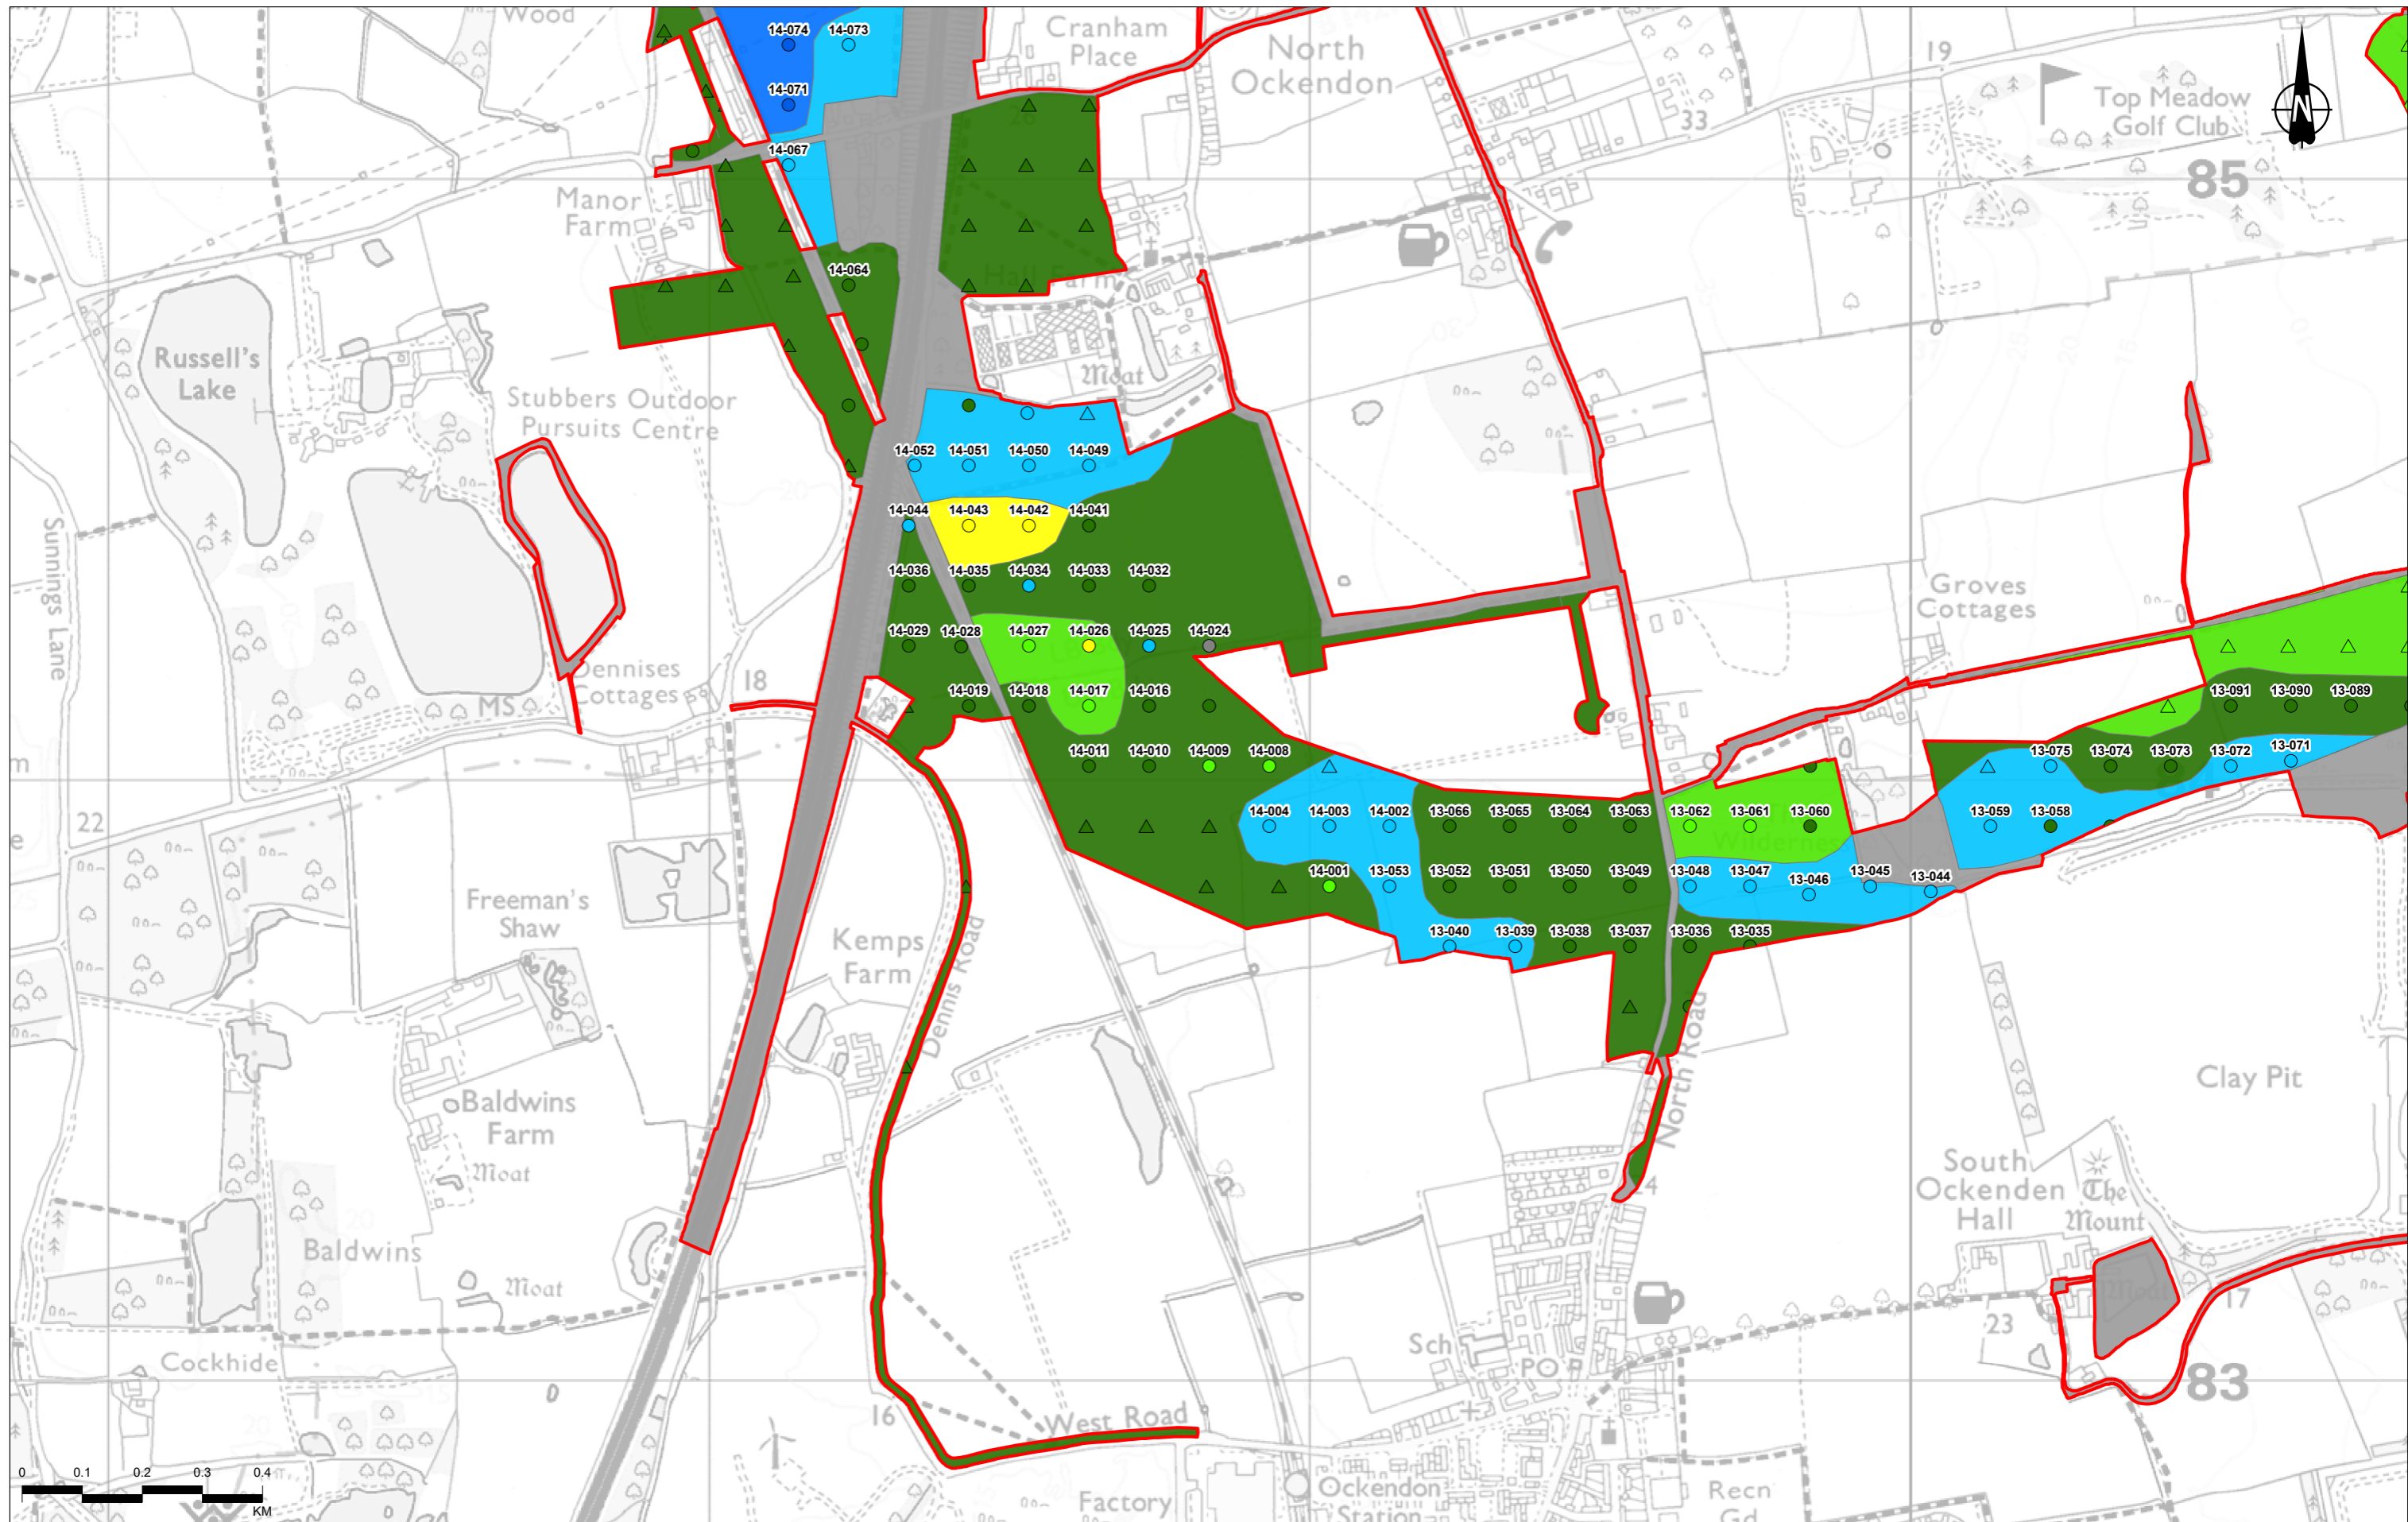 Wood
14-074
14-073
Cranham
Place
North
Ockendon
19
Top Meadow
Golf Club
N
14-071
33
14-067
85
Manor
Farm
14-064
Hall Farm
Russell's
Lake
Moat
Stubbers Outdoor
Pursuits Centre
14-052
14-051
14-050
14-049
Sunnings Lane
14-044
14-043
14-042
14-041
14-036
14-035
14-034
14-033
14-032
Groves
Cottages
14-029
14-028
14-027
14-026
14-025
14-024
Dennises
Cottages
18
MS
14-019
14-018
14-017
14-016
13-091
13-090
13-089
14-011
14-010
14-009
14-008
13-075
13-074
13-073
13-072
13-071
22
14-004
14-003
14-002
13-066
13-065
13-064
13-063
13-062
13-061
13-060
13-059
13-058
14-001
13-053
13-052
13-051
13-050
13-049
13-048
13-047
13-046
13-045
13-044
Freeman's
Shaw
Kemps
Farm
Dennis Road
13-040
13-039
13-038
13-037
13-036
13-035
North Road
Clay Pit
Baldwins
Farm
Moat
24
South
Ockenden
Hall
The
Mount
Baldwins
Moat
17
23
Sch
PO
Cockhide
83
16
West Road
0 0.1 0.2 0.3 0.4
KM
Factory
Ockendon
Station
Recn
Gd